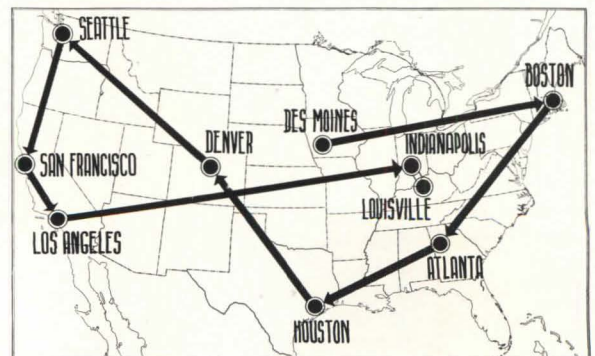 SEATTLE
BOSTON
DES MOINES
DENVER
INDIANAPOLIS
SAN FRANCISCO
LOUISVILLE
LOS ANGELES
ATLANTA
HOUSTON